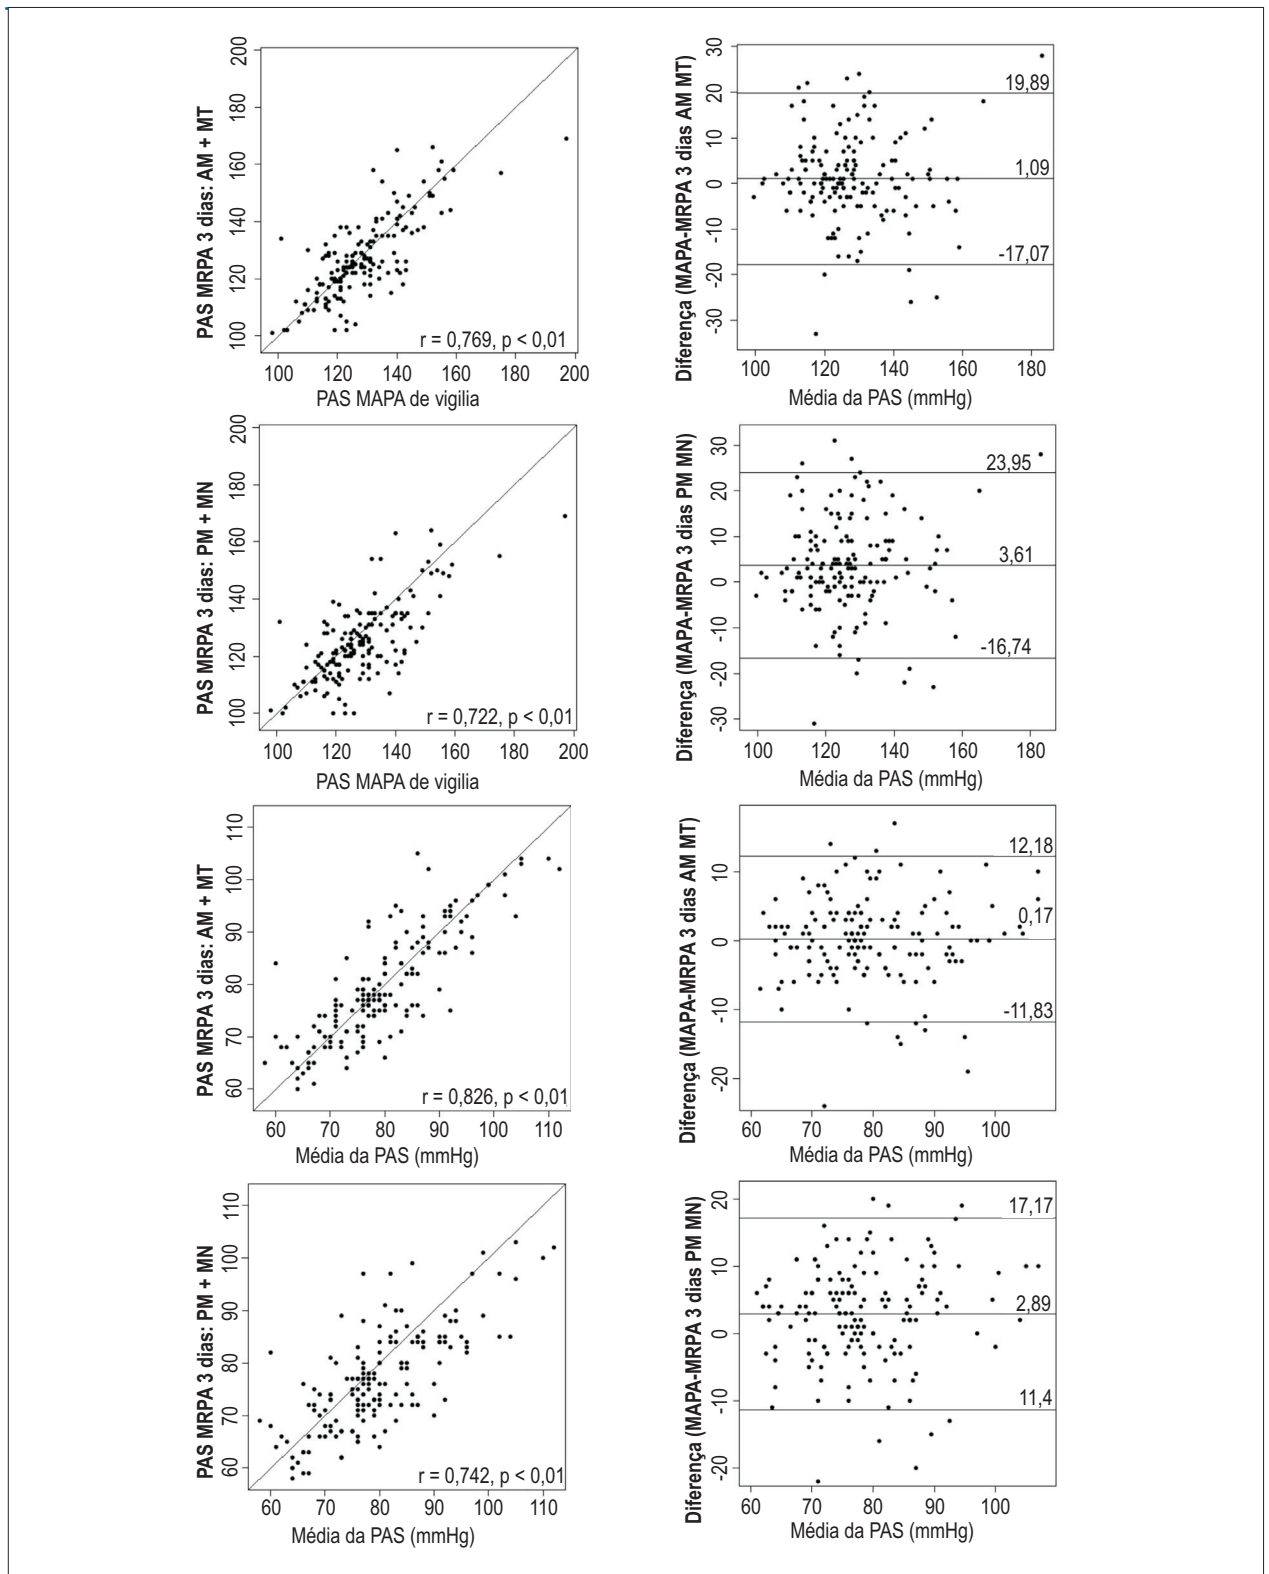 PAS MRPA 3 dias: AM + MT
200
180
160
140
120
100
r = 0,769, p < 0,01
100 120 140 160 180 200
PAS MAPA de vigilia
Diferença (MAPA-MRPA 3 dias AM MT)
30
20
10
0
-10
-20
-30
19,89
1,09
-17,07
100 120 140 160 180
Média da PAS (mmHg)
PAS MRPA 3 dias: PM + MN
200
180
160
140
120
100
r = 0,722, p < 0,01
100 120 140 160 180 200
PAS MAPA de vigilia
Diferença (MAPA-MRPA 3 dias PM MN)
30
20
10
0
-10
-20
-30
23,95
3,61
-16,74
100 120 140 160 180
Média da PAS (mmHg)
PAS MRPA 3 dias: AM + MT
110
100
90
80
70
60
r = 0,826, p < 0,01
60 70 80 90 100 110
Média da PAS (mmHg)
Diferença (MAPA-MRPA 3 dias AM MT)
10
0
-10
-20
12,18
0,17
-11,83
60 70 80 90 100
Média da PAS (mmHg)
PAS MRPA 3 dias: PM + MN
110
100
90
80
70
60
r = 0,742, p < 0,01
60 70 80 90 100 110
Média da PAS (mmHg)
Diferença (MAPA-MRPA 3 dias PM MN)
20
10
0
-10
-20
17,17
2,89
11,4
60 70 80 90 100
Média da PAS (mmHg)